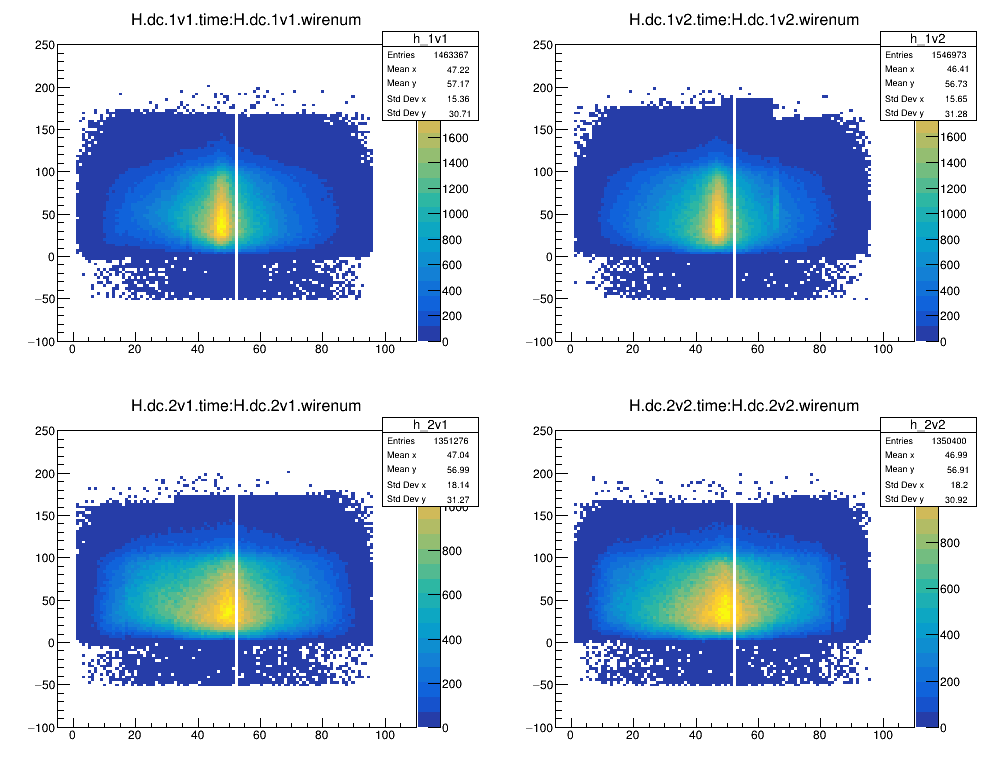 H.dc.1v1.time:H.dc.1v1.wirenum
h_1v1
Entries 1463367
Mean x 47.22
Mean y 57.17
Std Dev x 15.36
Std Dev y 30.71
250
200
150
100
50
0
−50
−100
0 20 40 60 80 100
1600
1400
1200
1000
800
600
400
200
0
H.dc.1v2.time:H.dc.1v2.wirenum
h_1v2
Entries 1546973
Mean x 46.41
Mean y 56.73
Std Dev x 15.65
Std Dev y 31.28
250
200
150
100
50
0
−50
−100
0 20 40 60 80 100
1600
1400
1200
1000
800
600
400
200
0
H.dc.2v1.time:H.dc.2v1.wirenum
h_2v1
Entries 1351276
Mean x 47.04
Mean y 56.99
Std Dev x 18.14
Std Dev y 31.27
250
200
150
100
50
0
−50
−100
0 20 40 60 80 100
1000
800
600
400
200
0
H.dc.2v2.time:H.dc.2v2.wirenum
h_2v2
Entries 1350400
Mean x 46.99
Mean y 56.91
Std Dev x 18.2
Std Dev y 30.92
250
200
150
100
50
0
−50
−100
0 20 40 60 80 100
800
600
400
200
0